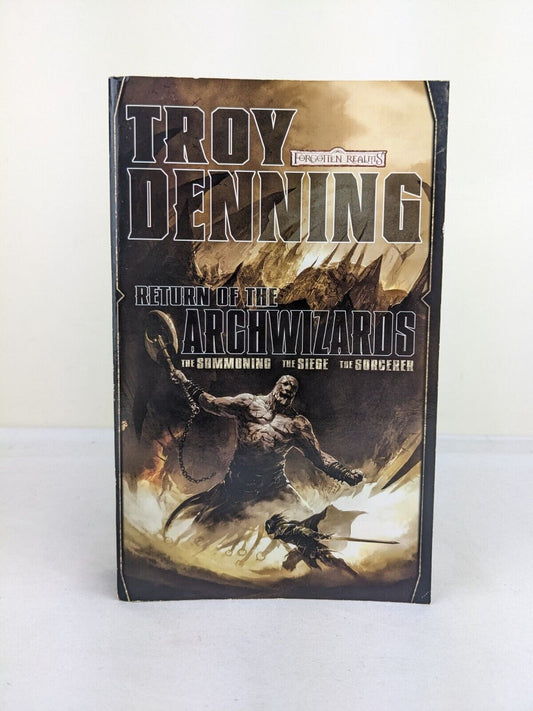 TROY
FORGOTTEN REALMS
DENNING
RETURN OF THE
ARCHWIZARDS
THE SUMMONING THE SIEGE THE SORCERER